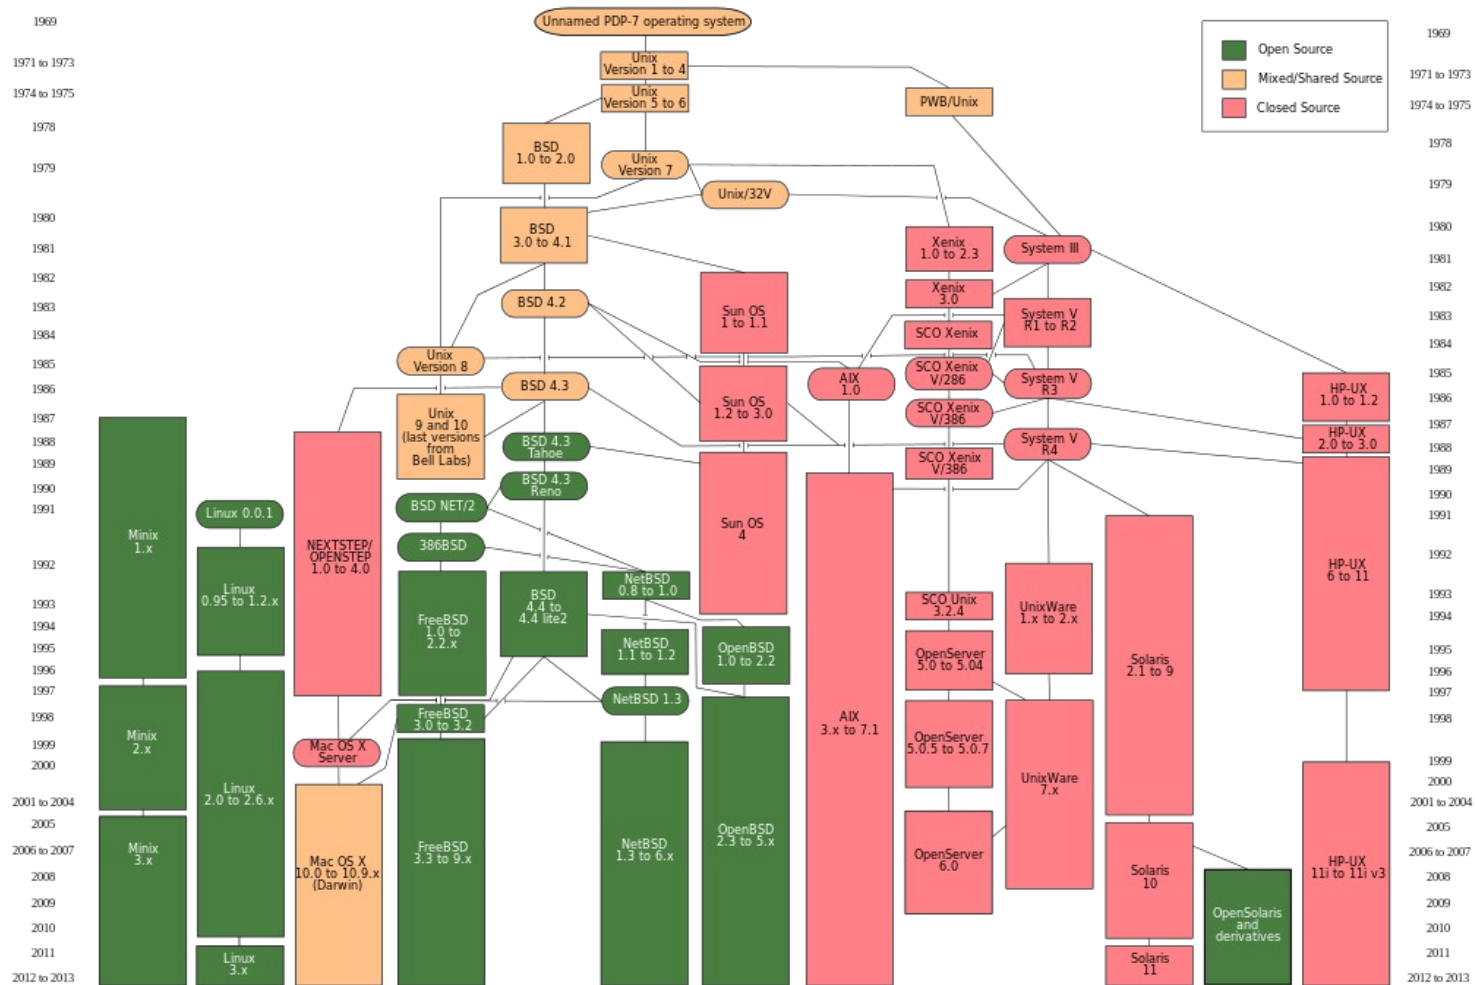 Unnamed PDP-7 operating system
Unix
Version 1 to 4
Unix
Version 5 to 6
PWB/Unix
BSD
1.0 to 2.0
Unix
Version 7
Unix/32V
BSD
3.0 to 4.1
Xenix
1.0 to 2.3
System III
Xenix
3.0
BSD 4.2
Sun OS
1 to 1.1
System V
R1 to R2
SCO Xenix
Unix
Version 8
SCO Xenix
V/286
AIX
1.0
System V
R3
BSD 4.3
HP-UX
1.0 to 1.2
Sun OS
1.2 to 3.0
SCO Xenix
V/386
Unix
9 and 10
(last versions
from
Bell Labs)
HP-UX
2.0 to 3.0
BSD 4.3
Tahoe
System V
R4
SCO Xenix
V/386
BSD 4.3
Reno
BSD NET/2
Linux 0.0.1
Sun OS
4
Minix
1.x
386BSD
NEXTSTEP/
OPENSTEP
1.0 to 4.0
HP-UX
6 to 11
NetBSD
0.8 to 1.0
Linux
0.95 to 1.2.x
BSD
4.4 to
4.4 lite2
SCO Unix
3.2.4
UnixWare
1.x to 2.x
FreeBSD
1.0 to
2.2.x
NetBSD
1.1 to 1.2
OpenBSD
1.0 to 2.2
OpenServer
5.0 to 5.04
Solaris
2.1 to 9
NetBSD 1.3
FreeBSD
3.0 to 3.2
AIX
3.x to 7.1
Minix
2.x
OpenServer
5.0.5 to 5.0.7
Mac OS X
Server
UnixWare
7.x
Linux
2.0 to 2.6.x
OpenBSD
2.3 to 5.x
Minix
3.x
FreeBSD
3.3 to 9.x
NetBSD
1.3 to 6.x
OpenServer
6.0
Mac OS X
10.0 to 10.9.x
(Darwin)
HP-UX
11i to 11i v3
Solaris
10
OpenSolaris
and
derivatives
Linux
3.x
Solaris
11
Open Source
Mixed/Shared Source
Closed Source
1969
1971 to 1973
1974 to 1975
1978
1979
1980
1981
1982
1983
1984
1985
1986
1987
1988
1989
1990
1991
1992
1993
1994
1995
1996
1997
1998
1999
2000
2001 to 2004
2005
2006 to 2007
2008
2009
2010
2011
2012 to 2013
1969
1971 to 1973
1974 to 1975
1978
1979
1980
1981
1982
1983
1984
1985
1986
1987
1988
1989
1990
1991
1992
1993
1994
1995
1996
1997
1998
1999
2000
2001 to 2004
2005
2006 to 2007
2008
2009
2010
2011
2012 to 2013